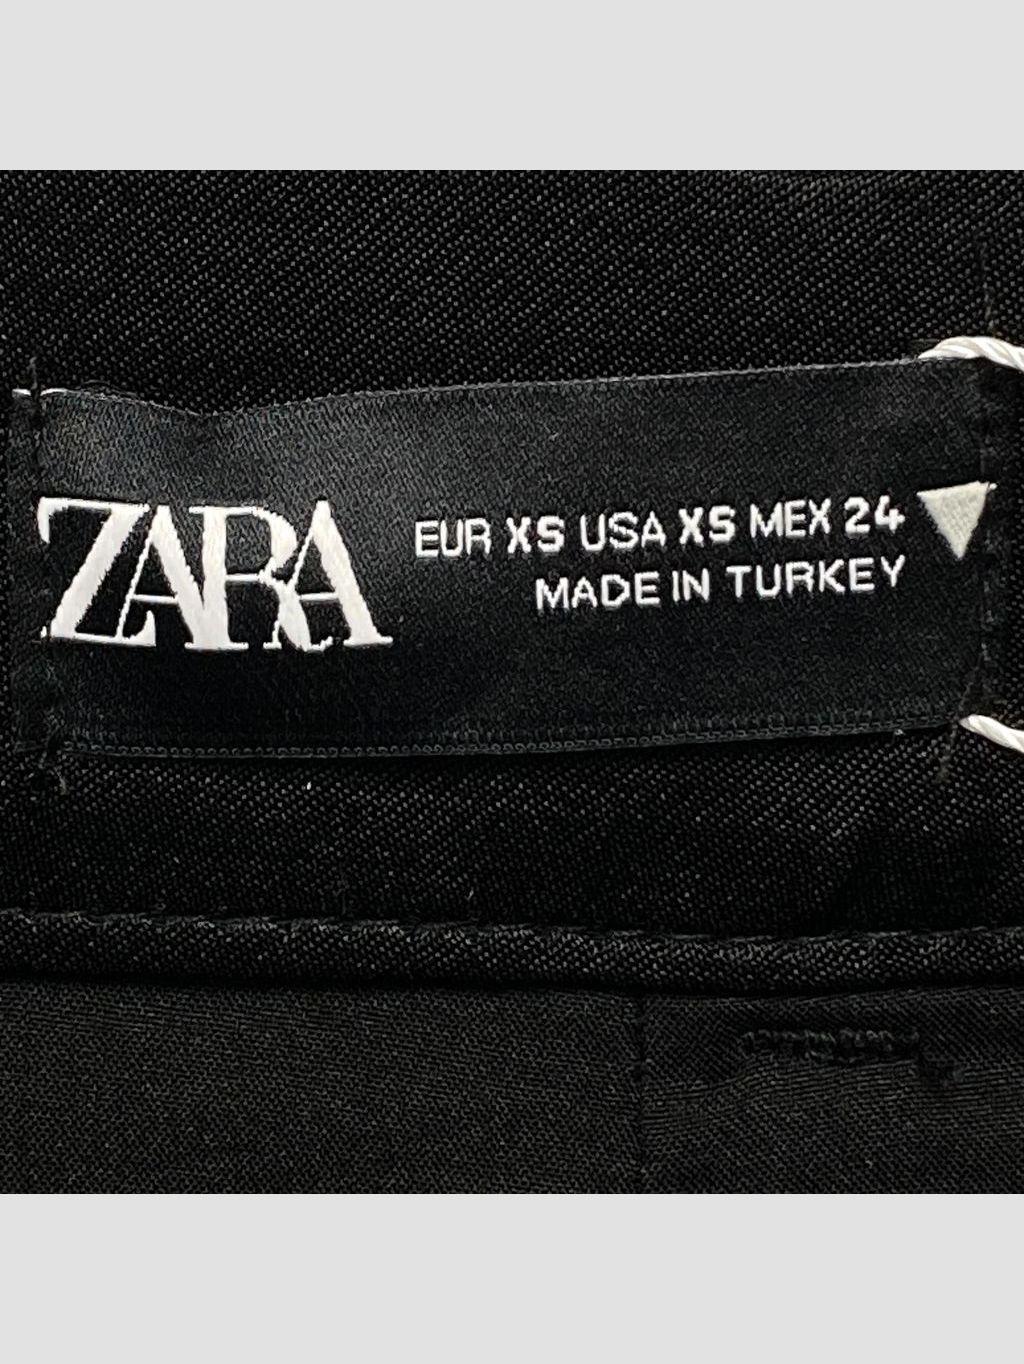 ZARA
EUR XS USA XS MEX 24
MADE IN TURKEY